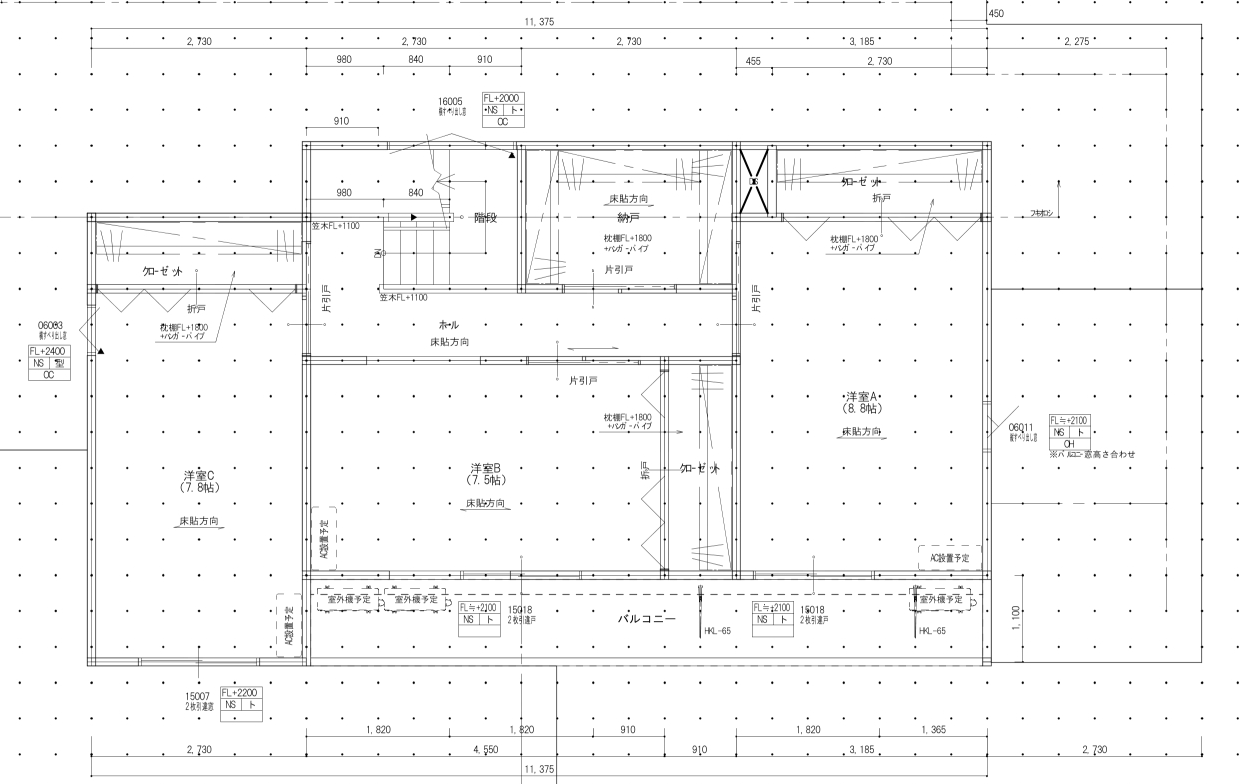 450
11,375
2,730
2,730
2,730
3,185
2,275
980
840
910
455
2,730
16005
横すべり出し窓
FL+2000
NS ト
OC
910
DS
クローゼット
折戸
床貼方向
納戸
980
840
階段
フキオロシ
笠木FL+1100
枕棚FL+1800
+ハンガーパイプ
枕棚FL+1800
+ハンガーパイプ
DN
片引戸
クローゼット
片引戸
片引戸
笠木FL+1100
折戸
06003
横すべり出し窓
枕棚FL+1800
+ハンガーパイプ
ホール
床貼方向
FL+2400
NS 型
OC
片引戸
洋室A
(8.8帖)
枕棚FL+1800
+ハンガーパイプ
06011
横すべり出し窓
FL≒+2100
NS ト
OH
※バルコニー窓高さ合わせ
床貼方向
洋室C
(7.8帖)
洋室B
(7.5帖)
折戸
クローゼット
床貼方向
床貼方向
AC設置予定
AC設置予定
室外機予定
室外機予定
室外機予定
AC設置予定
FL≒+2100
NS ト
15018
2枚引違戸
バルコニー
HKL-65
FL≒+2100
NS ト
15018
2枚引違戸
HKL-65
1,100
15007
2枚引違窓
FL+2200
NS ト
1,820
1,820
910
1,820
1,365
2,730
4,550
910
3,185
2,730
11,375